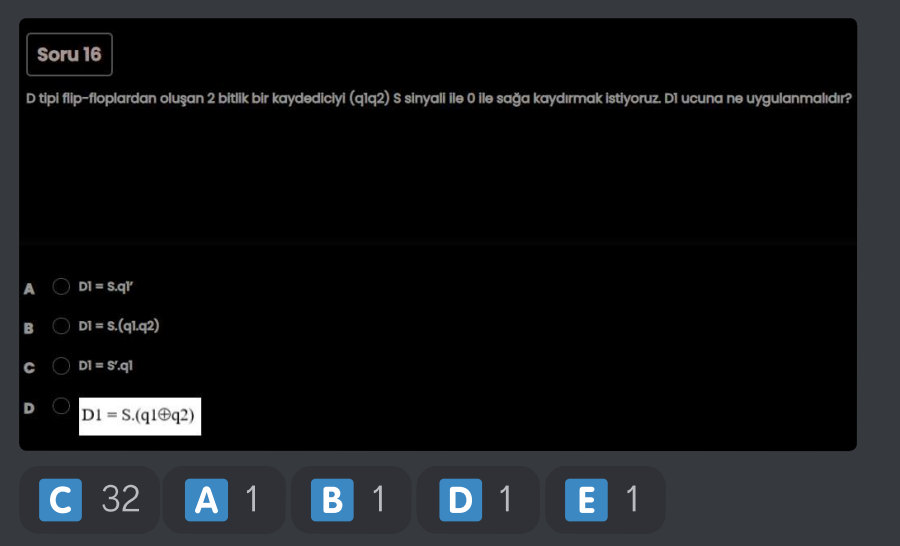 Soru 16
D tipi flip-floplardan oluşan 2 bitlik bir kaydediciyi (q1q2) S sinyali ile 0 ile sağa kaydırmak istiyoruz. D1 ucuna ne uygulanmalıdır?
A D1 = S.q1'
B D1 = S.(q1.q2)
C D1 = S'.q1
D D1 = S.(q1⊕q2)
C 32 A 1 B 1 D 1 E 1